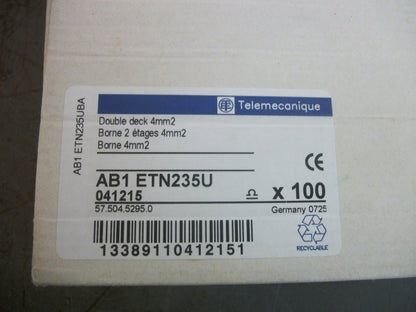 AB1 ETN235UBA
Telemecanique
Double deck 4mm2
Borne 2 étages 4mm2
Borne 4mm2
CE
AB1 ETN235U
041215
x 100
57.504.5295.0
Germany 0725
13389110412151
RECYCLABLE